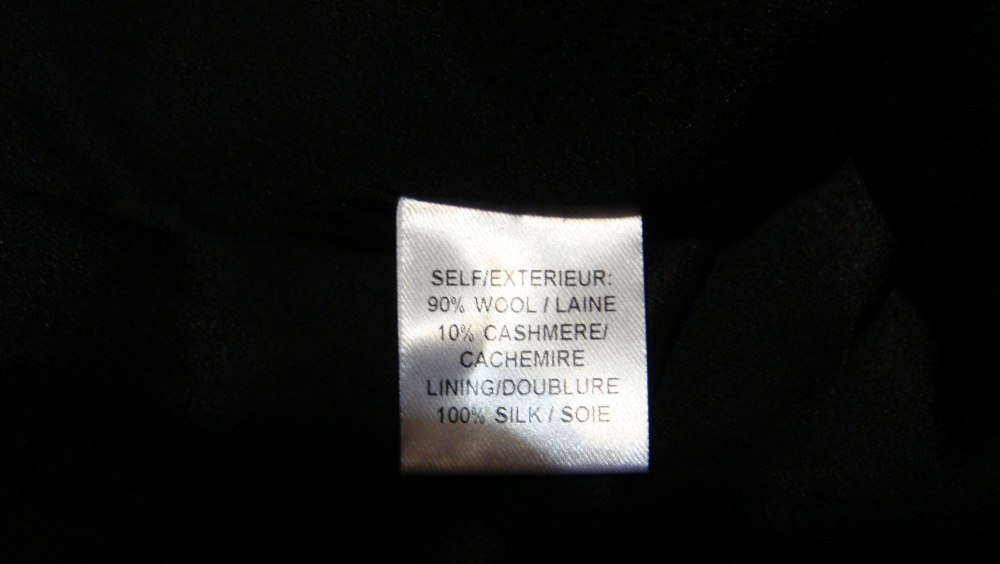 SELF/EXTERIEUR:
90% WOOL / LAINE
10% CASHMERE/
CACHEMIRE
LINING/DOUBLURE
100% SILK / SOIE